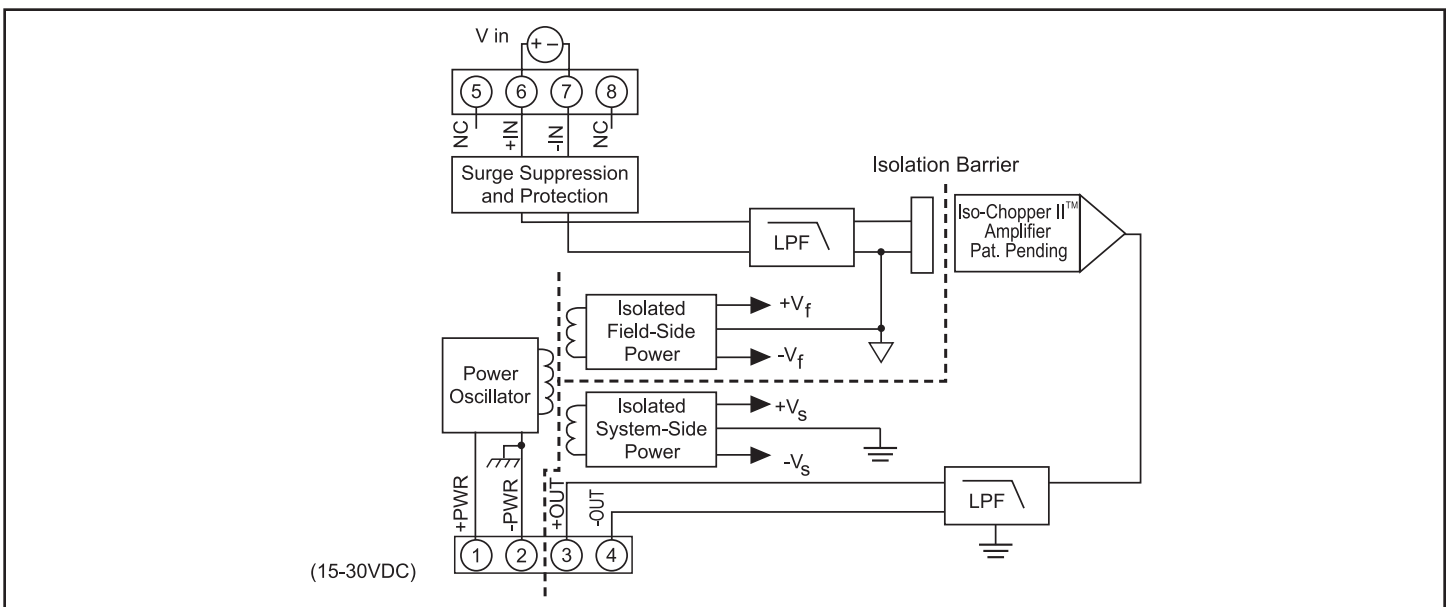 V in
+ −
5
6
7
8
NC
+IN
-IN
NC
Surge Suppression
and Protection
Isolation Barrier
LPF
Iso-Chopper II™
Amplifier
Pat. Pending
Isolated
Field-Side
Power
+Vf
-Vf
Power
Oscillator
Isolated
System-Side
Power
+Vs
-Vs
+PWR
-PWR
+OUT
-OUT
LPF
1
2
3
4
(15-30VDC)